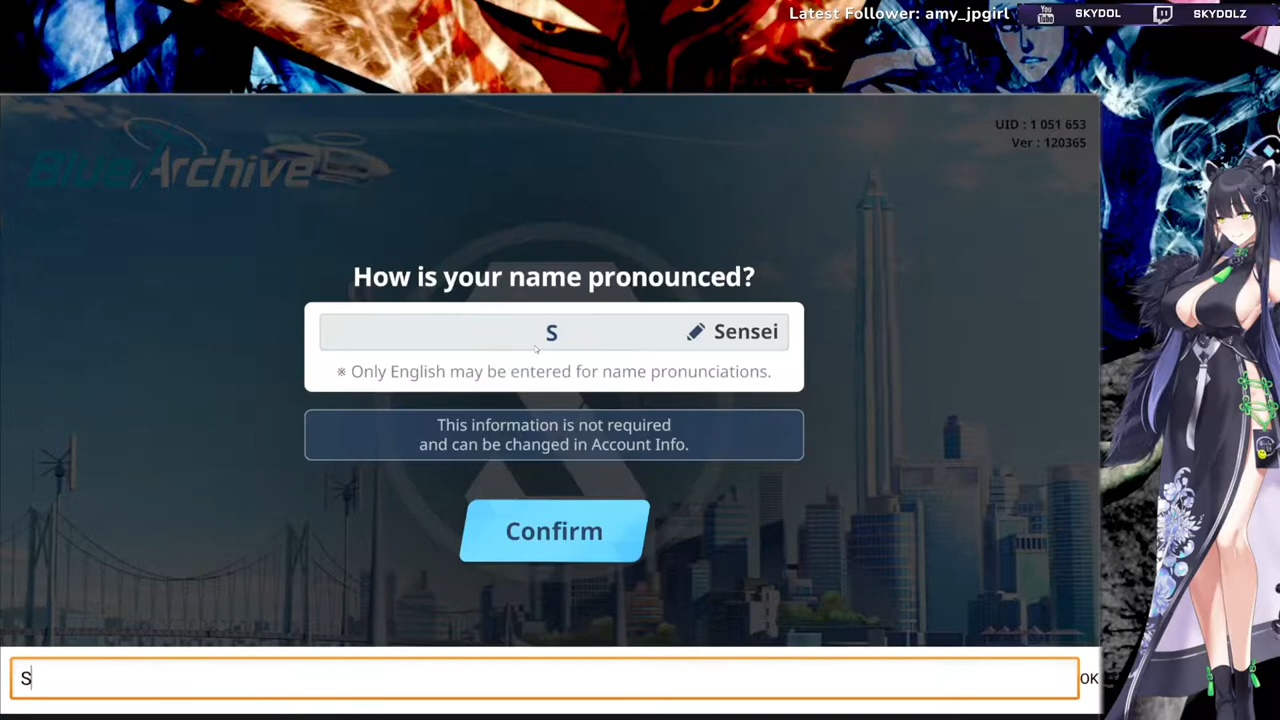 Latest Follower: amy_jpgirl
You Tube SKYDOL
SKYDOLZ
Blue Archive
UID : 1 051 653
Ver : 120365
How is your name pronounced?
S Sensei
※ Only English may be entered for name pronunciations.
This information is not required
and can be changed in Account Info.
Confirm
S OK